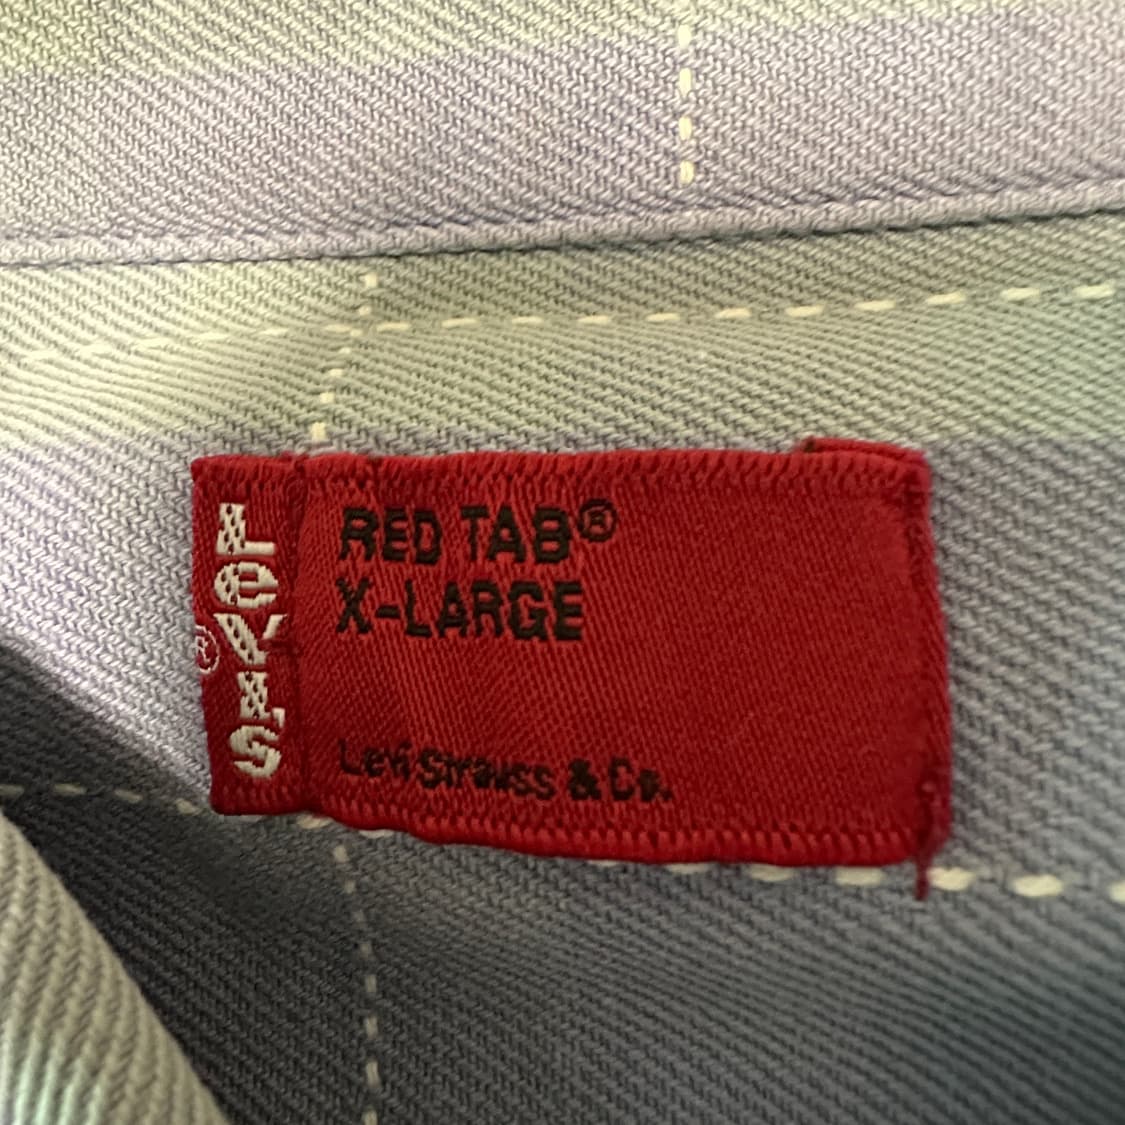 LEVI'S®
RED TAB®
X-LARGE
Levi Strauss & Co.